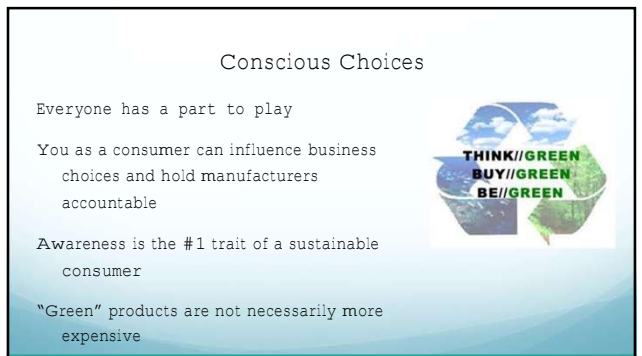 Conscious Choices
Everyone has a part to play
You as a consumer can influence business
choices and hold manufacturers
accountable
Awareness is the #1 trait of a sustainable
consumer
“Green” products are not necessarily more
expensive
THINK//GREEN
BUY//GREEN
BE//GREEN